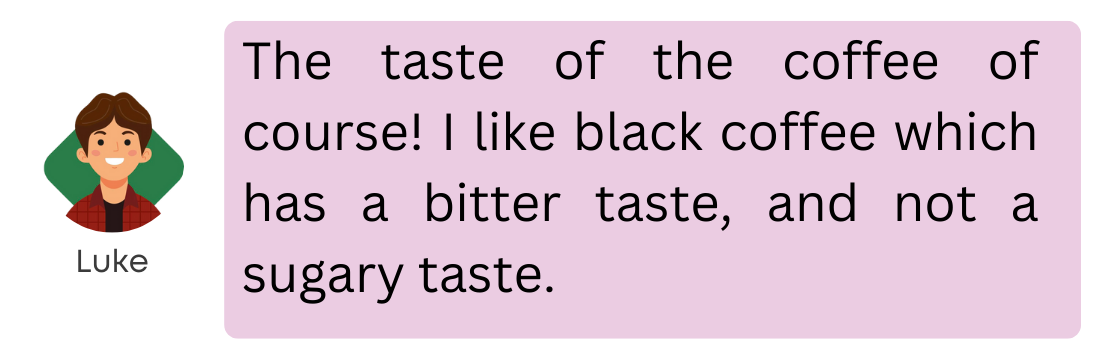 The taste of the coffee of
course! I like black coffee which
has a bitter taste, and not a
sugary taste.
Luke